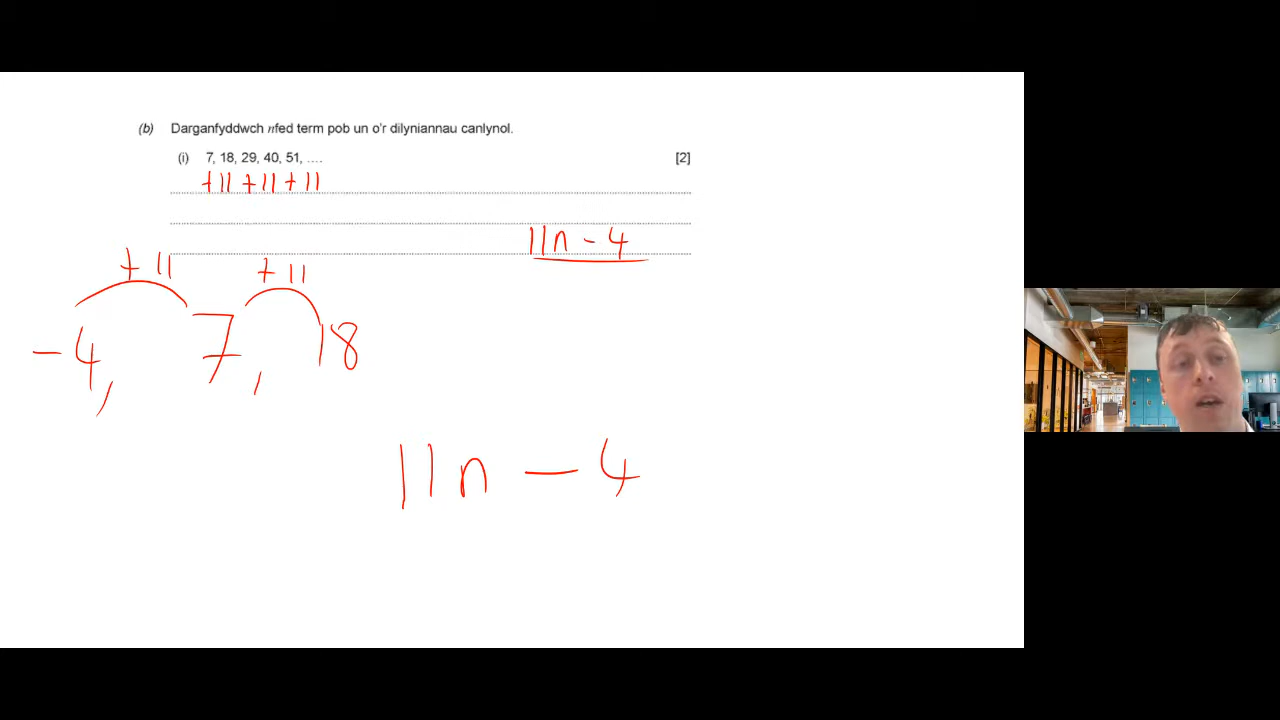 (b) Darganfyddwch nfed term pob un o'r dilyniannau canlynol.
(i) 7, 18, 29, 40, 51, .... [2]
+11 +11 +11
11n - 4
+ 11 + 11
- 4, 7, 18
11n - 4